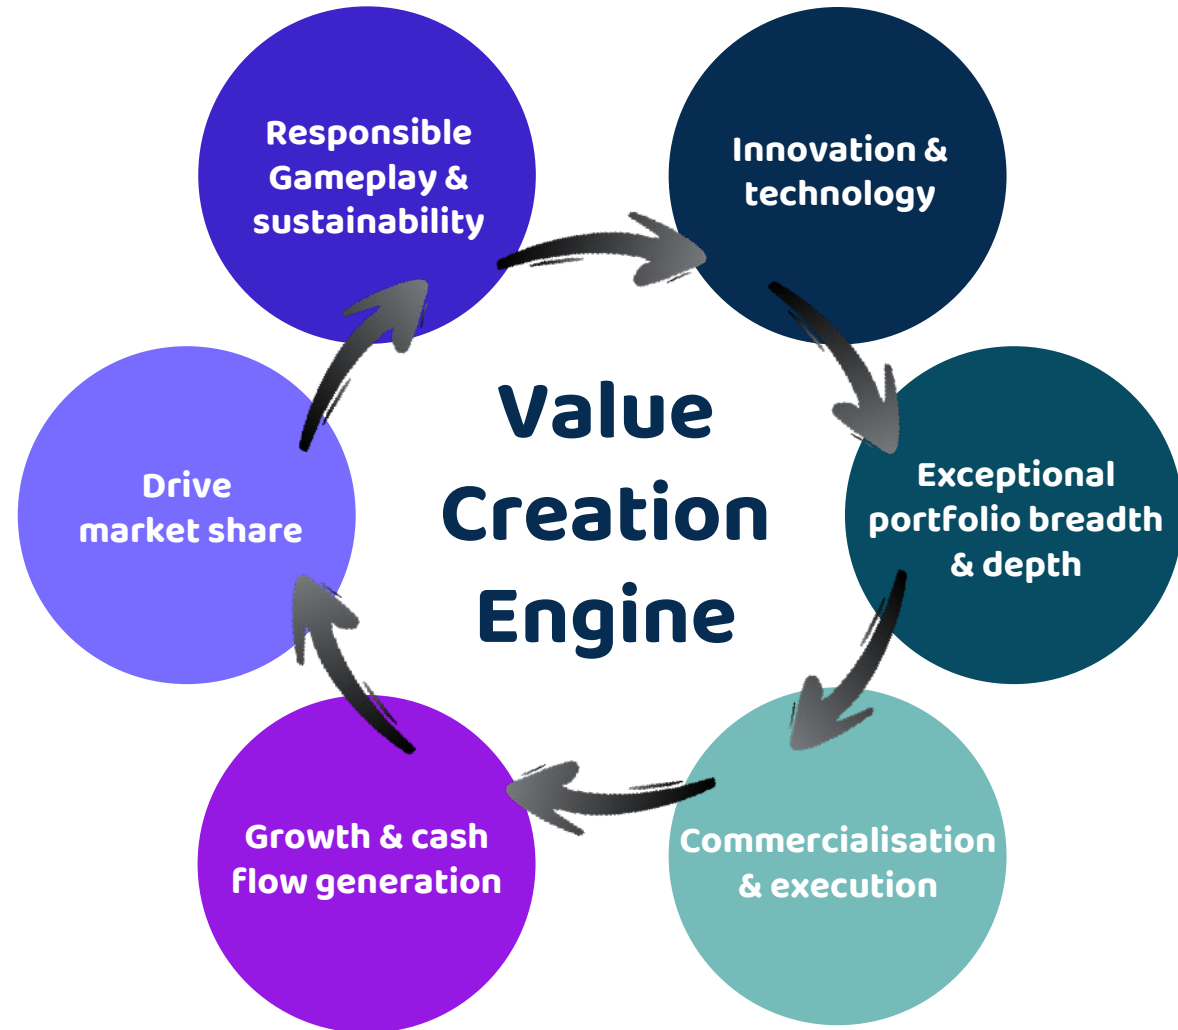 Responsible
Gameplay &
sustainability
Innovation &
technology
Exceptional
portfolio breadth
& depth
Commercialisation
& execution
Growth & cash
flow generation
Drive
market share
Value
Creation
Engine